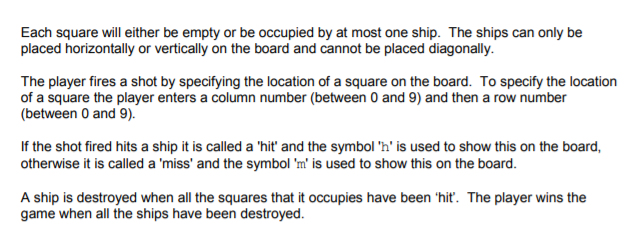 Each square will either be empty or be occupied by at most one ship.  The ships can only be
placed horizontally or vertically on the board and cannot be placed diagonally.
The player fires a shot by specifying the location of a square on the board.  To specify the location
of a square the player enters a column number (between 0 and 9) and then a row number
(between 0 and 9).
If the shot fired hits a ship it is called a 'hit' and the symbol 'h' is used to show this on the board,
otherwise it is called a 'miss' and the symbol 'm' is used to show this on the board.
A ship is destroyed when all the squares that it occupies have been ‘hit’.  The player wins the
game when all the ships have been destroyed.